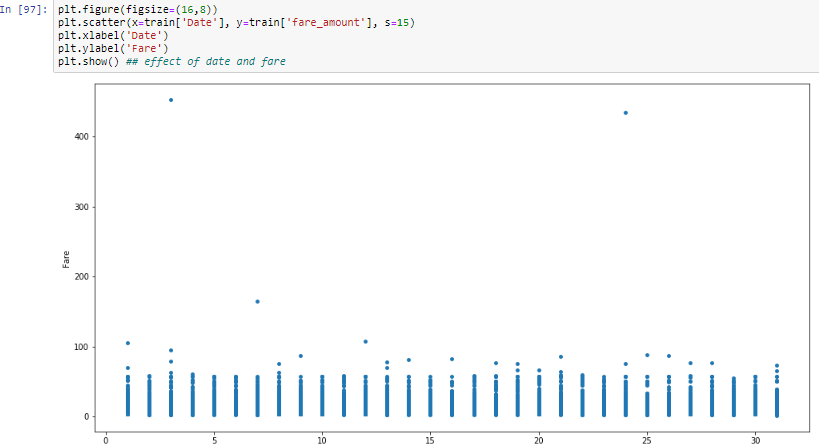 In [97]: plt.figure(figsize=(16,8))
plt.scatter(x=train['Date'], y=train['fare_amount'], s=15)
plt.xlabel('Date')
plt.ylabel('Fare')
plt.show() ## effect of date and fare
400
300
Fare
200
100
0
0 5 10 15 20 25 30